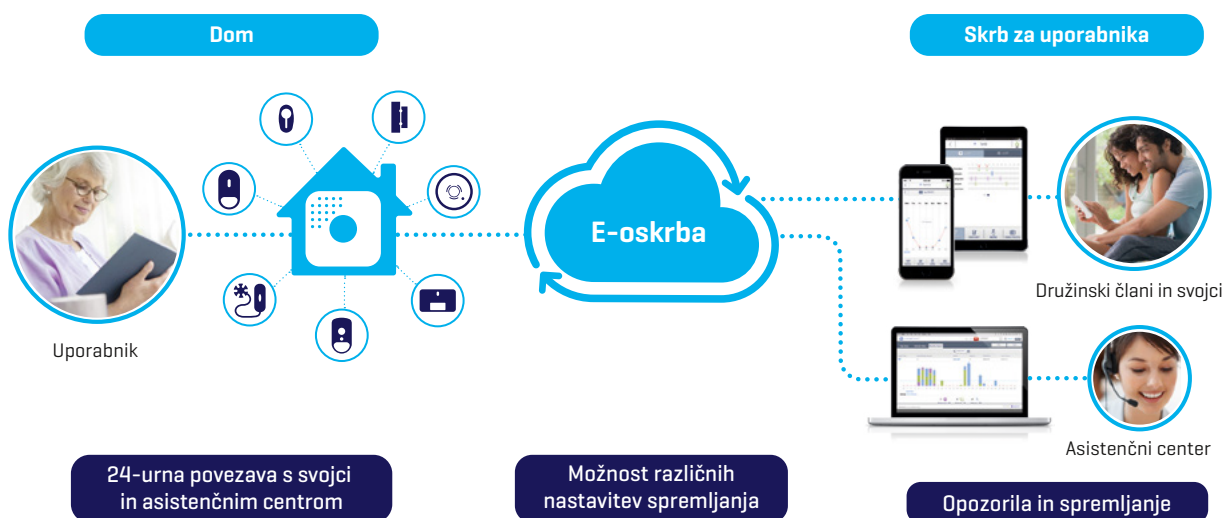 Dom
Skrb za uporabnika
E-oskrba
Uporabnik
Družinski člani in svojci
Asistenčni center
24-urna povezava s svojci
in asistenčnim centrom
Možnost različnih
nastavitev spremljanja
Opozorila in spremljanje